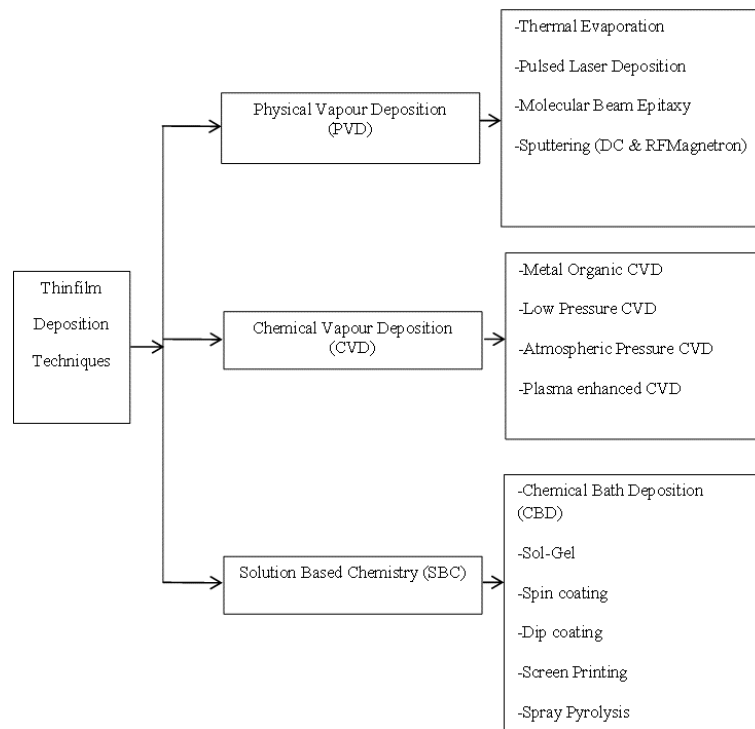 Thinfilm
Deposition
Techniques
Physical Vapour Deposition
(PVD)
-Thermal Evaporation
-Pulsed Laser Deposition
-Molecular Beam Epitaxy
-Sputtering (DC & RFMagnetron)
Chemical Vapour Deposition
(CVD)
-Metal Organic CVD
-Low Pressure CVD
-Atmospheric Pressure CVD
-Plasma enhanced CVD
Solution Based Chemistry (SBC)
-Chemical Bath Deposition
(CBD)
-Sol-Gel
-Spin coating
-Dip coating
-Screen Printing
-Spray Pyrolysis